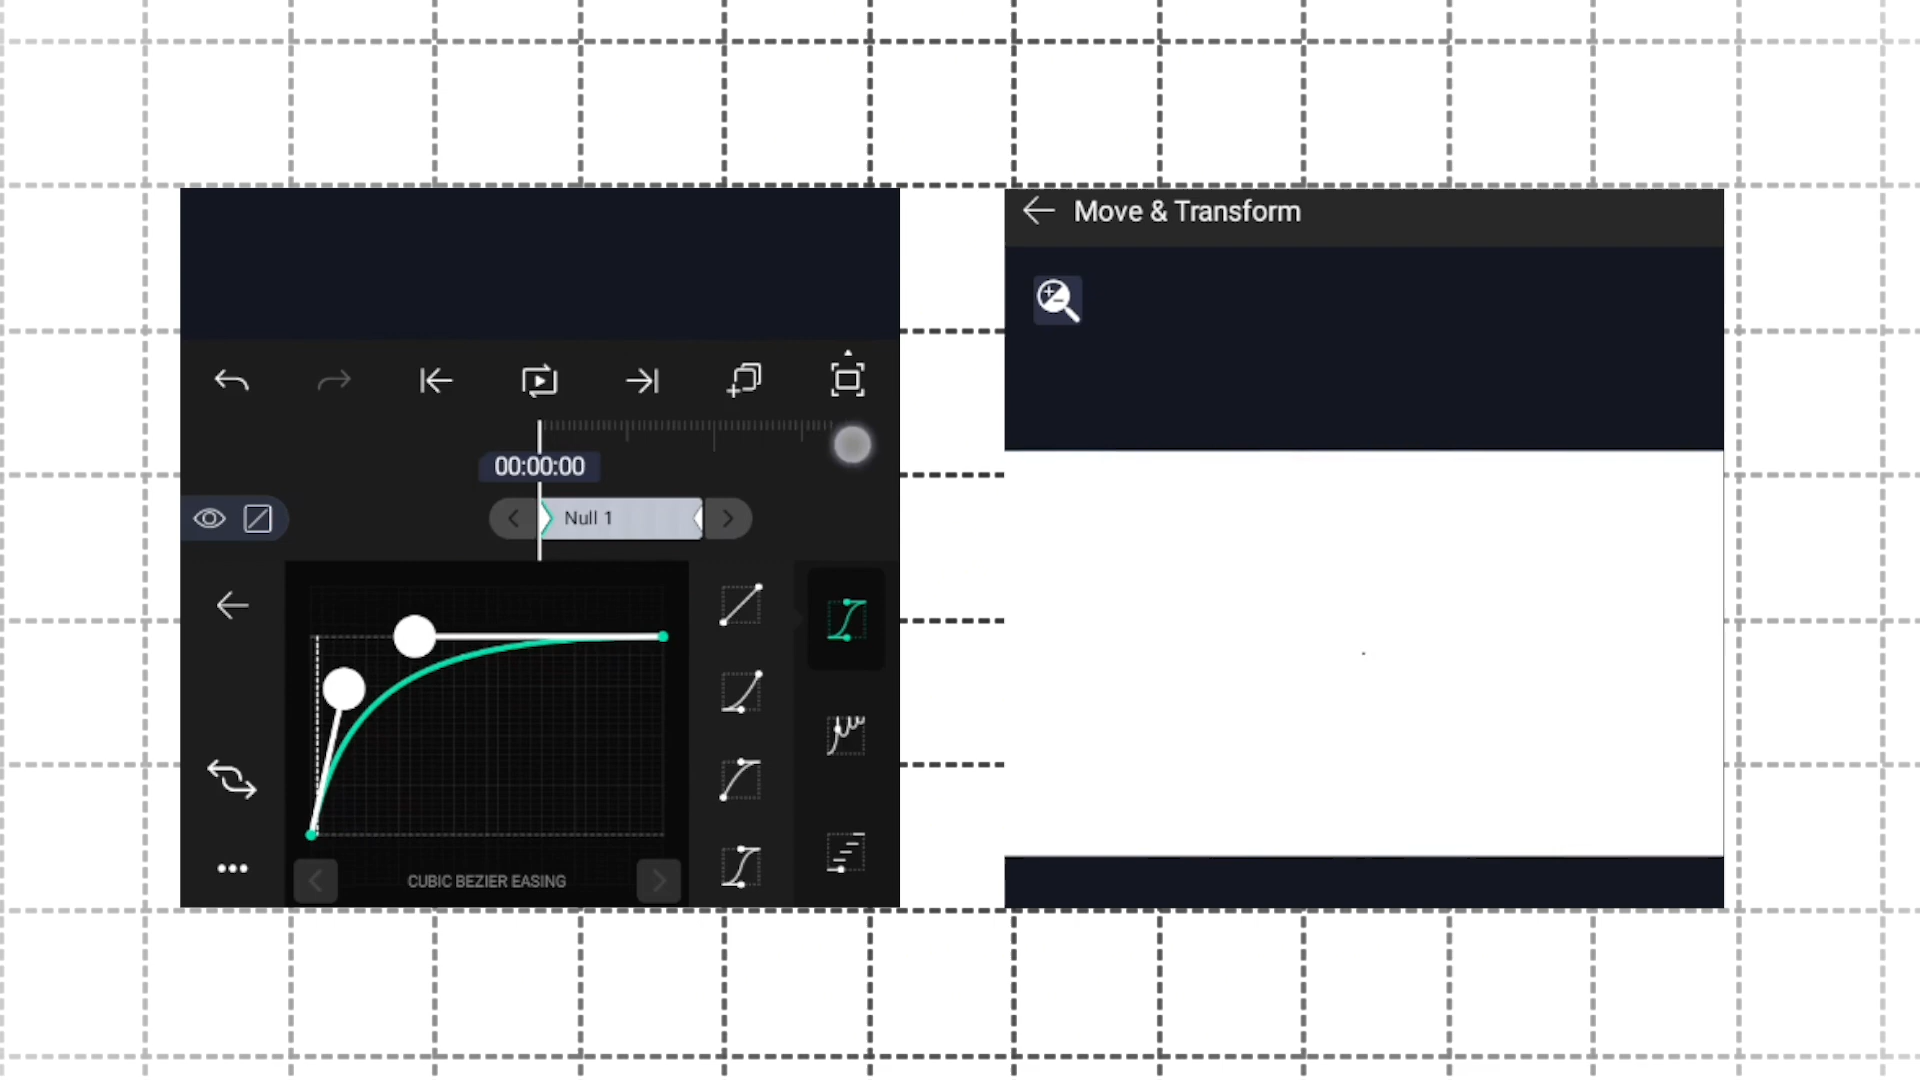 Move & Transform
00:00:00
Null 1
CUBIC BEZIER EASING